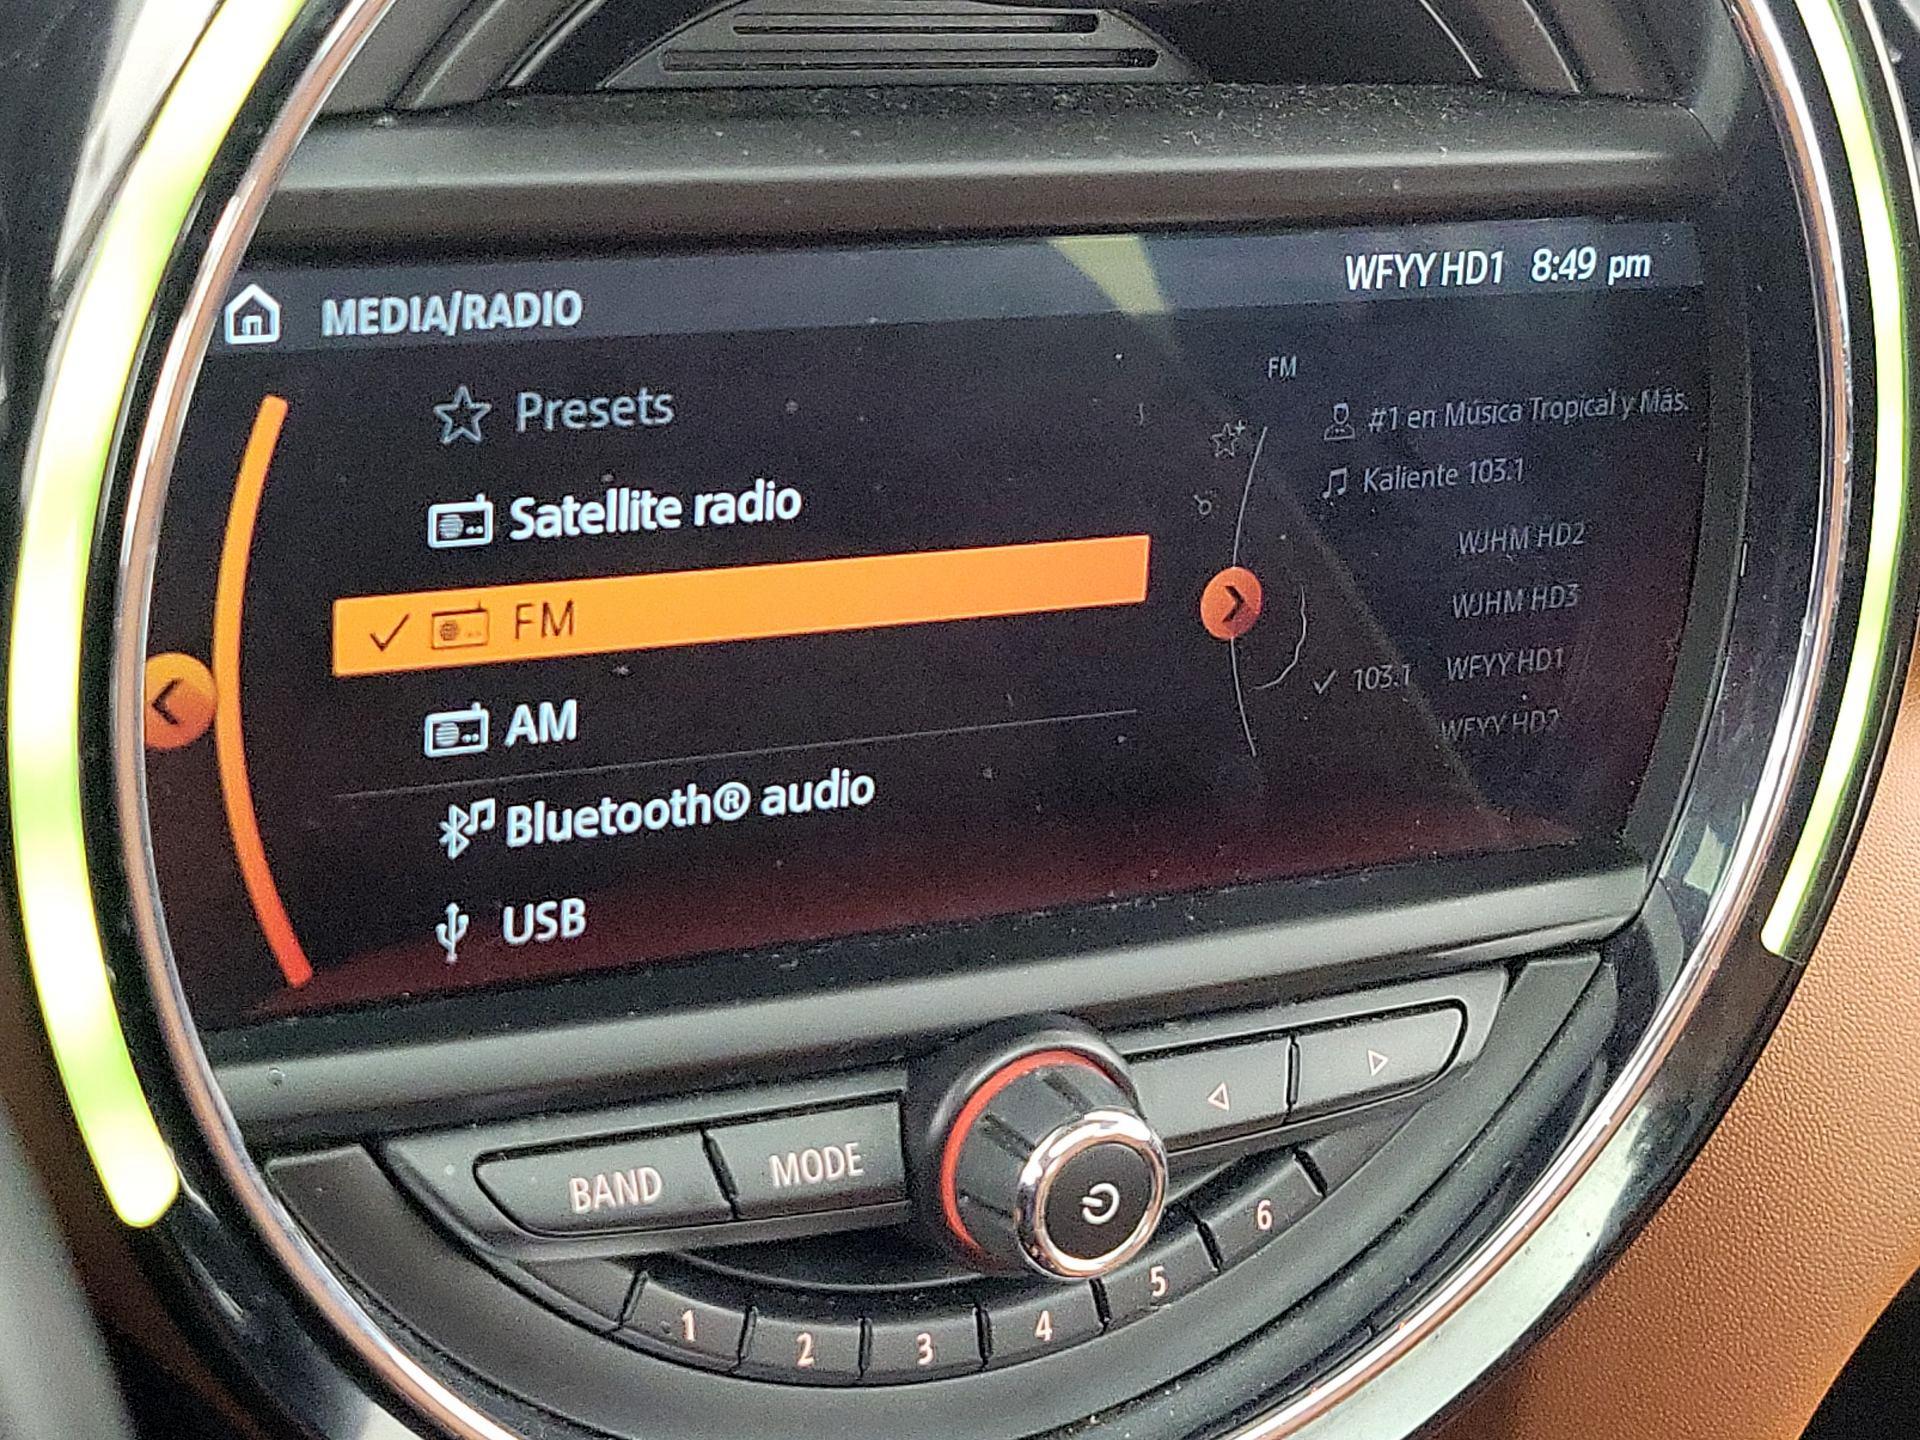 MEDIA/RADIO
WFYY HD1 8:49 pm
Presets
Satellite radio
FM
AM
Bluetooth® audio
USB
FM
#1 en Música Tropical y Más.
Kaliente 103.1
WJHM HD2
WJHM HD3
103.1 WFYY HD1
WFYY HD2
BAND
MODE
1
2
3
4
5
6